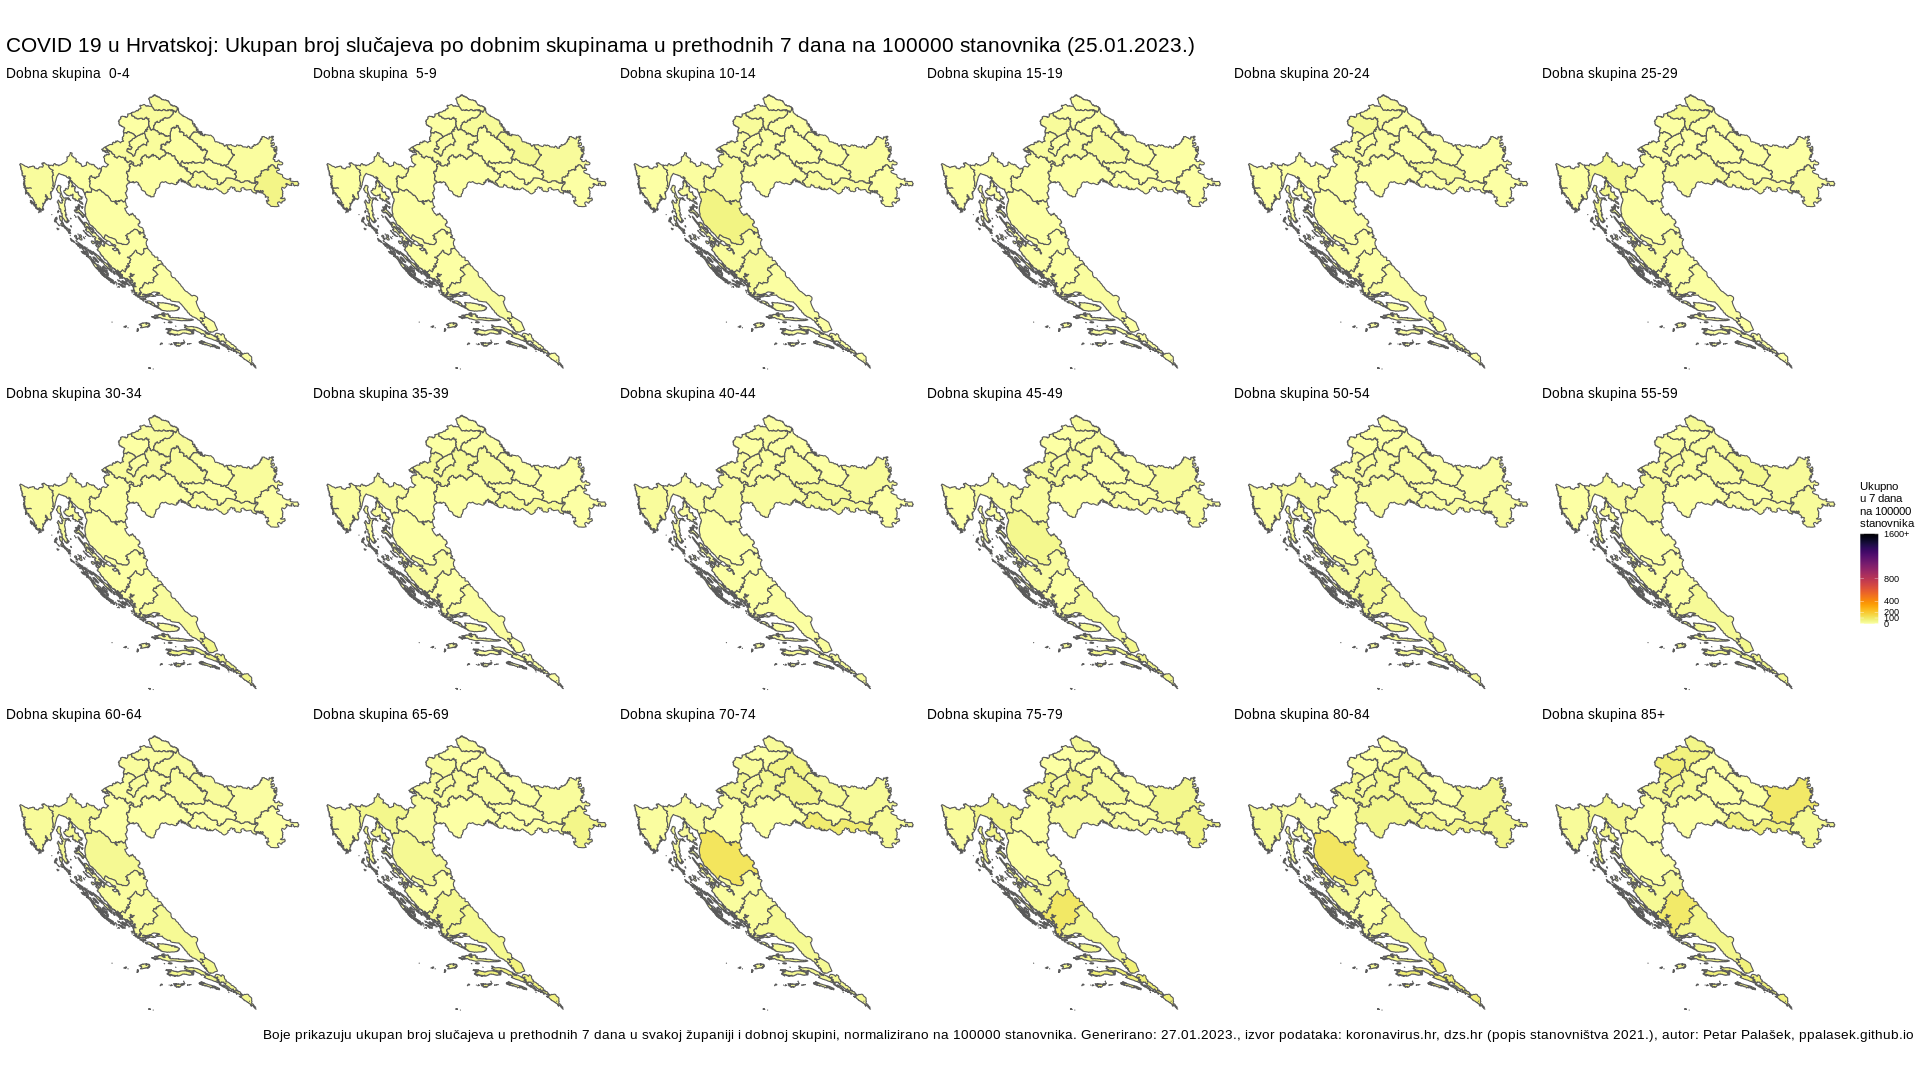 COVID 19 u Hrvatskoj: Ukupan broj slučajeva po dobnim skupinama u prethodnih 7 dana na 100000 stanovnika (25.01.2023.)
Dobna skupina  0-4
Dobna skupina  5-9
Dobna skupina 10-14
Dobna skupina 15-19
Dobna skupina 20-24
Dobna skupina 25-29
Dobna skupina 30-34
Dobna skupina 35-39
Dobna skupina 40-44
Dobna skupina 45-49
Dobna skupina 50-54
Dobna skupina 55-59
Ukupno
u 7 dana
na 100000
stanovnika
1600+
800
400
200
100
0
Dobna skupina 60-64
Dobna skupina 65-69
Dobna skupina 70-74
Dobna skupina 75-79
Dobna skupina 80-84
Dobna skupina 85+
Boje prikazuju ukupan broj slučajeva u prethodnih 7 dana u svakoj županiji i dobnoj skupini, normalizirano na 100000 stanovnika. Generirano: 27.01.2023., izvor podataka: koronavirus.hr, dzs.hr (popis stanovništva 2021.), autor: Petar Palašek, ppalasek.github.io